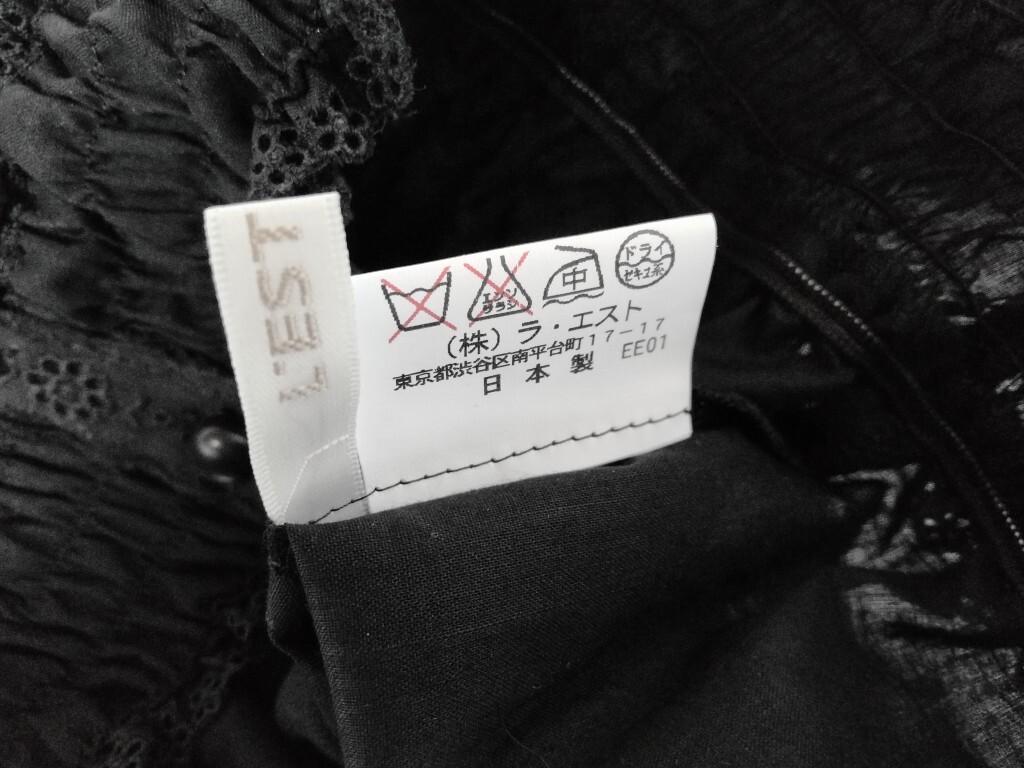 L'EST
エンソ
サラシ
中
ドライ
セキユ系
(株)ラ・エスト
東京都渋谷区南平台町17-17
日本製 EE01